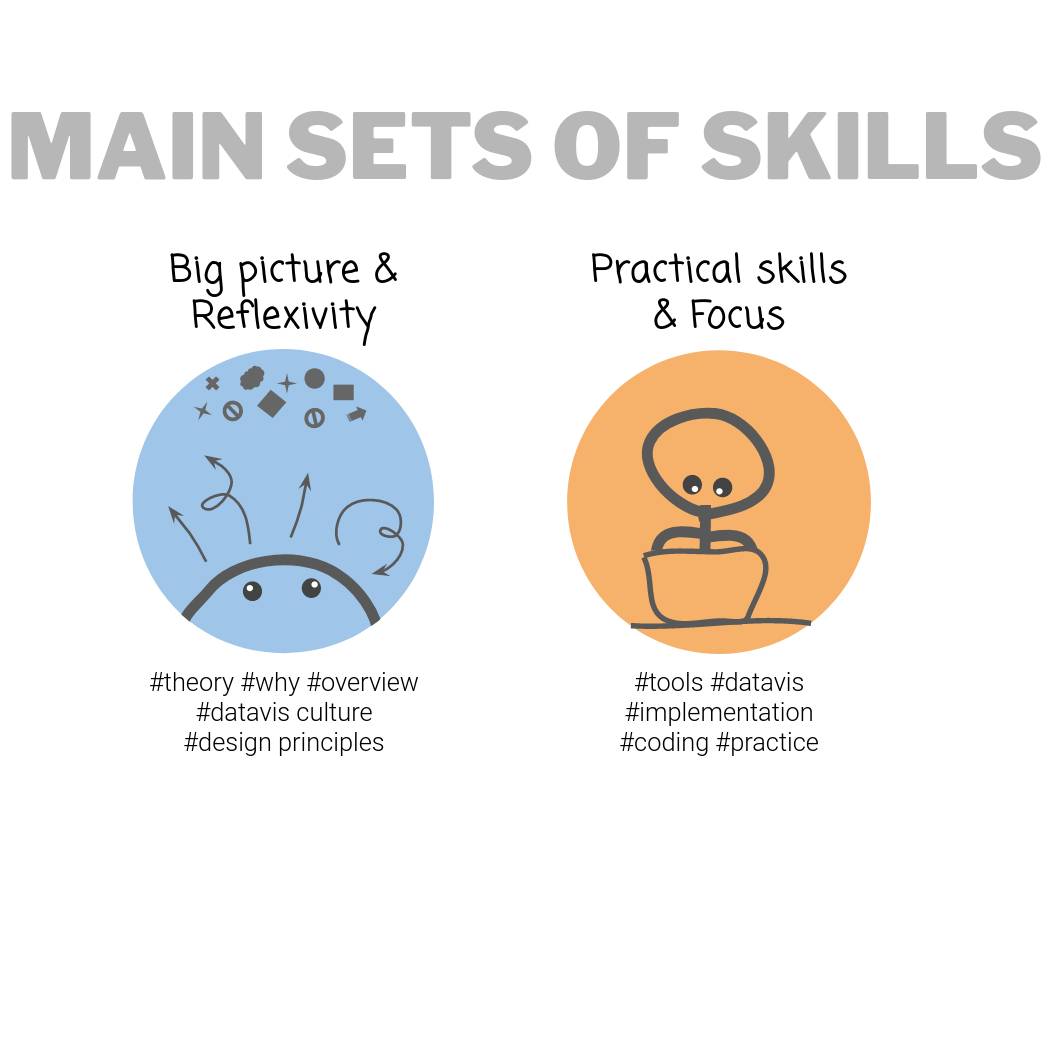 MAIN SETS OF SKILLS
Big picture &
Reflexivity
#theory #why #overview
#datavis culture
#design principles
Practical skills
& Focus
#tools #datavis
#implementation
#coding #practice